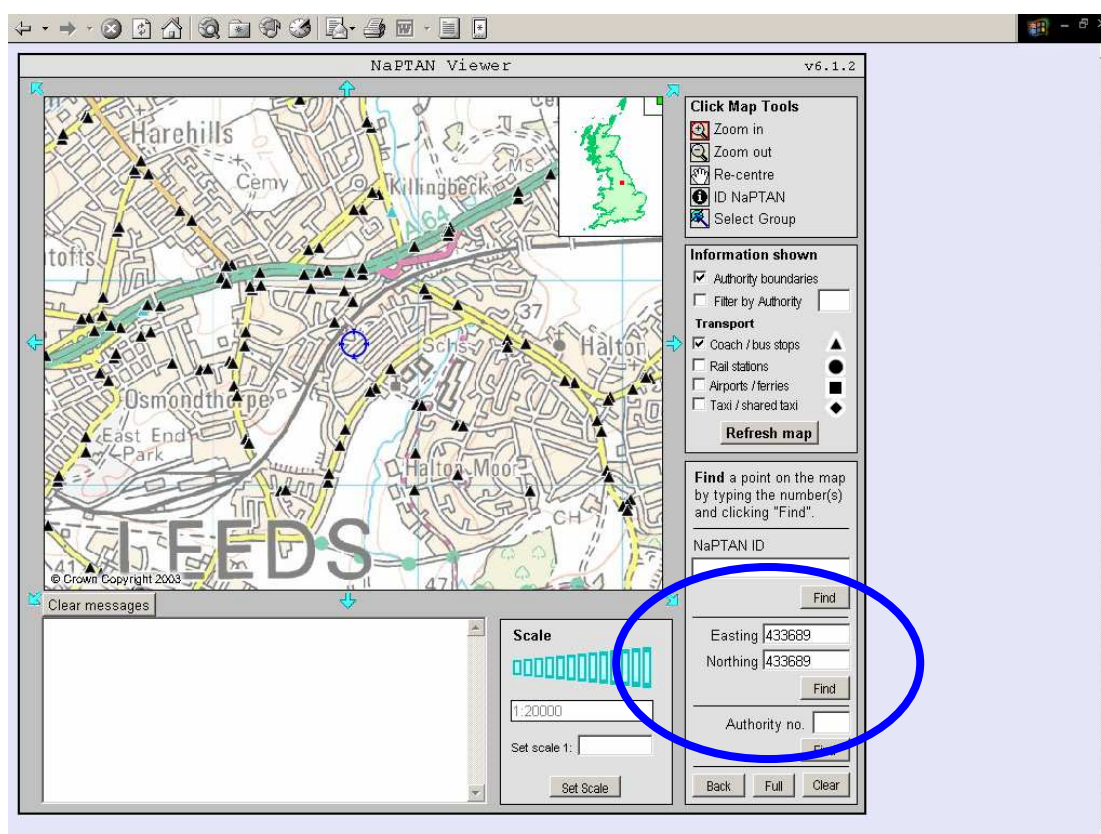 NaPTAN Viewer
v6.1.2
Harehills
Cemy
Killingbeck
MS
A 64
37
Schs
Halton
Osmondthorpe
East End
Park
Halton Moor
CH
LEEDS
41
47
© Crown Copyright 2003
Click Map Tools
Zoom in
Zoom out
Re-centre
ID NaPTAN
Select Group
Information shown
Authority boundaries
Filter by Authority
Transport
Coach / bus stops
Rail stations
Airports / ferries
Taxi / shared taxi
Refresh map
Find a point on the map
by typing the number(s)
and clicking "Find".
NaPTAN ID
Find
Easting 433689
Northing 433689
Find
Authority no.
Find
Back Full Clear
Clear messages
Scale
1:20000
Set scale 1:
Set Scale